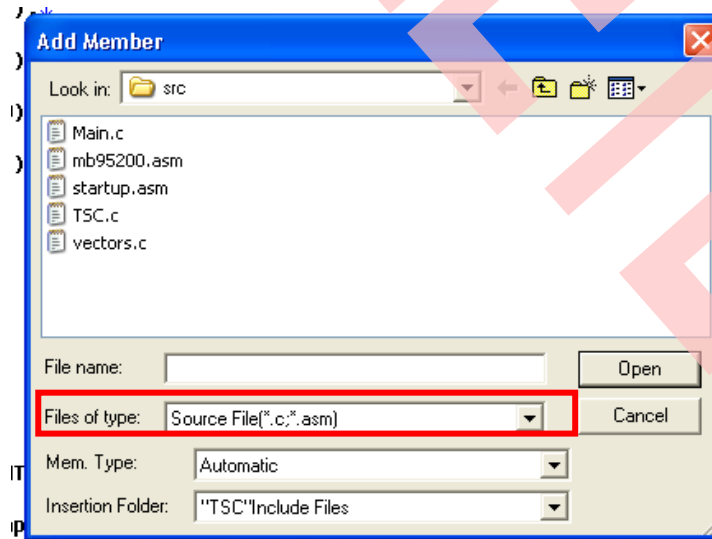 Add Member
Look in: src
Main.c
mb95200.asm
startup.asm
TSC.c
vectors.c
File name: Open
Files of type: Source File(*.c;*.asm) Cancel
Mem. Type: Automatic
Insertion Folder: "TSC"Include Files